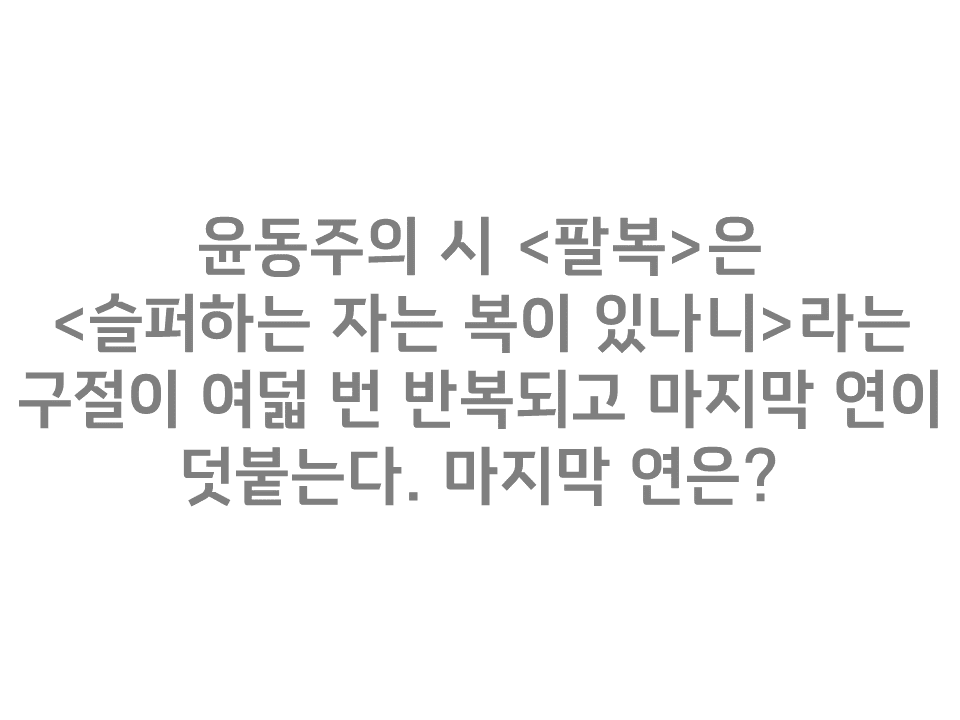 윤동주의 시 <팔복>은
<슬퍼하는 자는 복이 있나니>라는
구절이 여덟 번 반복되고 마지막 연이
덧붙는다. 마지막 연은?